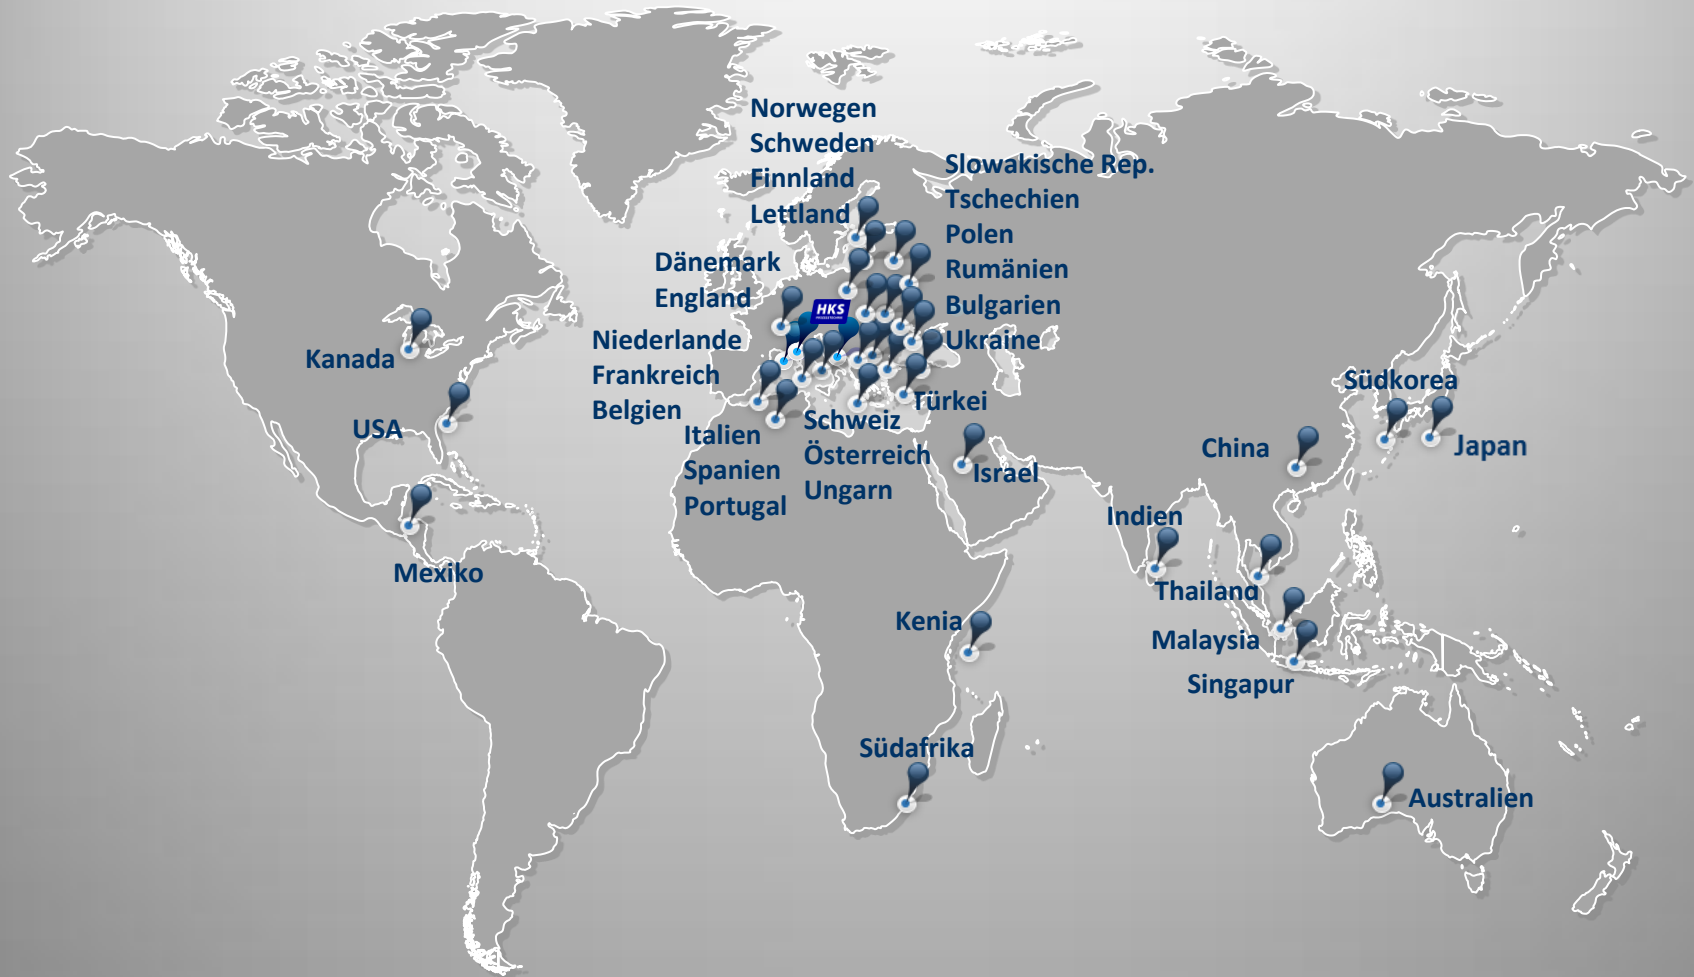 Norwegen
Schweden
Finnland
Lettland
Slowakische Rep.
Tschechien
Polen
Rumänien
Bulgarien
Ukraine
Dänemark
England
HKS
Niederlande
Frankreich
Belgien
Kanada
USA
Mexiko
Italien
Spanien
Portugal
Schweiz
Österreich
Ungarn
Türkei
Israel
Südkorea
China
Japan
Indien
Thailand
Malaysia
Singapur
Kenia
Südafrika
Australien